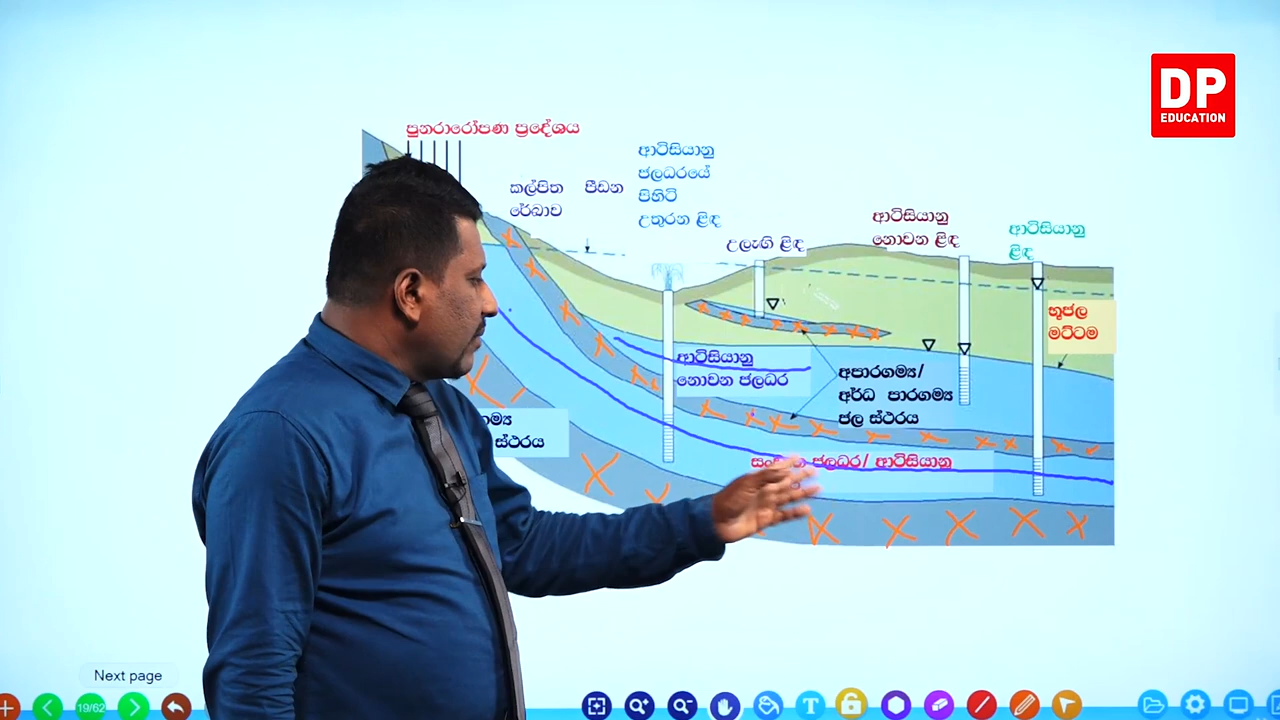 DP
EDUCATION
පුනරාරෝපණ ප්‍රදේශය
ආටිසියානු
ජලධරයේ
පිහිටි
උතුරන ළිඳ
කල්පිත පීඩන
රේඛාව
උලැඟි ළිඳ
ආටිසියානු
නොවන ළිඳ
ආටිසියානු
ළිඳ
භූජල
මට්ටම
ආටිසියානු
නොවන ජලධර
අපාරගම්‍ය/
අර්ධ පාරගම්‍ය
ජල ස්ථරය
ස්ථරය
ජලධර/ ආටිසියානු
Next page
19/62